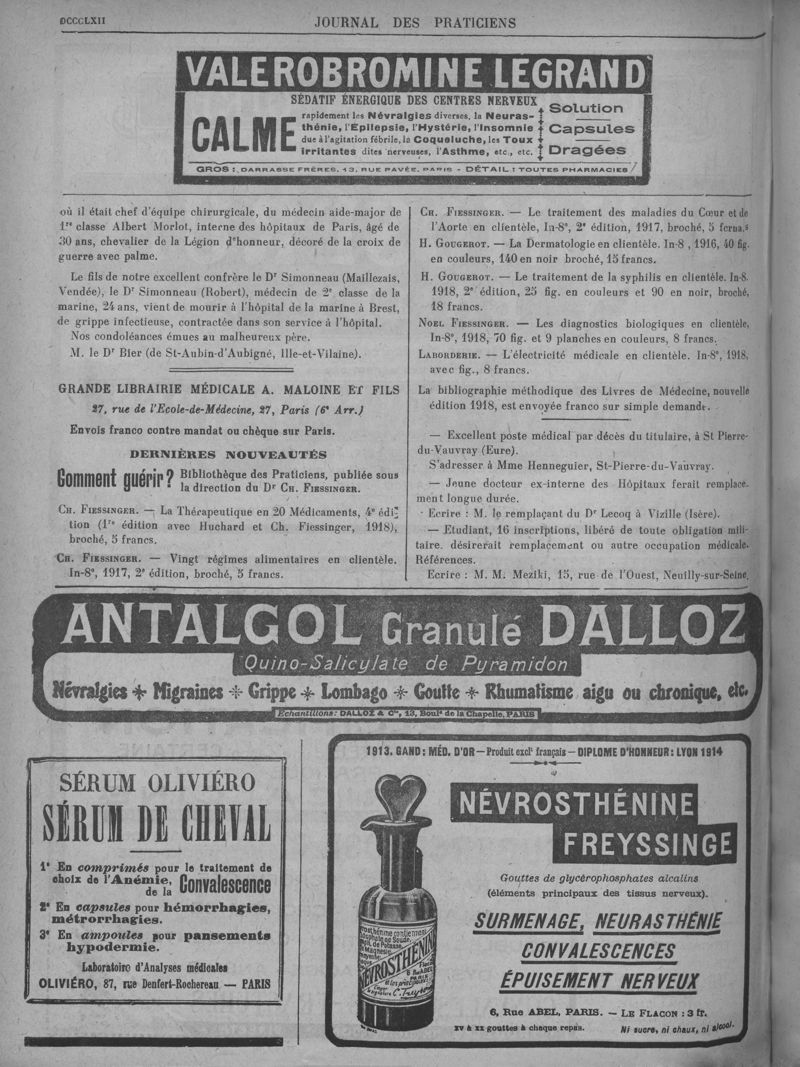 DCCCLXII
JOURNAL DES PRATICIENS
VALEROBROMINE LEGRAND
SÉDATIF ÉNERGIQUE DES CENTRES NERVEUX
CALME
rapidement les Névralgies diverses, la Neuras-
thénie, l'Épilepsie, l'Hystérie, l'Insomnie
due à l'agitation fébrile, la Coqueluche, les Toux
irritantes dites nerveuses, l'Asthme, etc., etc.
Solution
Capsules
Dragées
GROS : DARRASSE FRÈRES, 13, RUE PAVÉE, PARIS - DÉTAIL : TOUTES PHARMACIES
où il était chef d'équipe chirurgicale, du médecin aide-major de
1re classe Albert Morlot, interne des hôpitaux de Paris, âgé de
30 ans, chevalier de la Légion d'honneur, décoré de la croix de
guerre avec palme.
Le fils de notre excellent confrère le Dr Simonneau (Maillezais,
Vendée), le Dr Simonneau (Robert), médecin de 2e classe de la
marine, 24 ans, vient de mourir à l'hôpital de la marine à Brest,
de grippe infectieuse, contractée dans son service à l'hôpital.
Nos condoléances émues au malheureux père.
M. le Dr Bier (de St-Aubin-d'Aubigné, Ille-et-Vilaine).
GRANDE LIBRAIRIE MÉDICALE A. MALOINE ET FILS
27, rue de l'Ecole-de-Médecine, 27, Paris (6e Arr.)
Envois franco contre mandat ou chèque sur Paris.
DERNIÈRES NOUVEAUTÉS
Comment guérir? Bibliothèque des Praticiens, publiée sous
la direction du Dr CH. FIESSINGER.
CH. FIESSINGER. — La Thérapeutique en 20 Médicaments, 4e édi-
tion (1re édition avec Huchard et Ch. Fiessinger, 1918),
broché, 5 francs.
CH. FIESSINGER. — Vingt régimes alimentaires en clientèle.
In-8°, 1917, 2e édition, broché, 5 francs.
CH. FIESSINGER. — Le traitement des maladies du Cœur et de
l'Aorte en clientèle, In-8°, 2e édition, 1917, broché, 5 fcrna.s
H. GOUGEROT. — La Dermatologie en clientèle. In-8 , 1916, 40 fig.
en couleurs, 140 en noir broché, 15 francs.
H. GOUGEROT. — Le traitement de la syphilis en clientèle. In-8.
1918, 2e édition, 25 fig. en couleurs et 90 en noir, broché,
18 francs.
NOEL FIESSINGER. — Les diagnostics biologiques en clientèle,
In-8°, 1918, 70 fig. et 9 planches en couleurs, 8 francs.
LABORDERIE. — L'électricité médicale en clientèle. In-8°, 1918,
avec fig., 8 francs.
La bibliographie méthodique des Livres de Médecine, nouvelle
édition 1918, est envoyée franco sur simple demande.
— Excellent poste médical par décès du titulaire, à St Pierre-
du-Vauvray (Eure).
S'adresser à Mme Henneguier, St-Pierre-du-Vauvray.
— Jeune docteur ex-interne des Hôpitaux ferait remplace-
ment longue durée.
Ecrire : M. le remplaçant du Dr Lecoq à Vizille (Isère).
— Etudiant, 16 inscriptions, libéré de toute obligation mili-
taire. désirerait remplacement ou autre occupation médicale.
Références.
Ecrire : M. M. Meziki, 15, rue de l'Ouest, Neuilly-sur-Seine.
ANTALGOL Granulé DALLOZ
Quino-Salicylate de Pyramidon
Névralgies * Migraines * Grippe * Lombago * Goutte * Rhumatisme aigu ou chronique, etc.
Echantillons: DALLOZ & Cie, 13, Bould de la Chapelle, PARIS
SÉRUM OLIVIÉRO
SÉRUM DE CHEVAL
1° En comprimés pour le traitement de
choix de l'Anémie, de la Convalescence
2° En capsules pour hémorrhagies,
métrorrhagies.
3° En ampoules pour pansements
hypodermie.
Laboratoire d'Analyses médicales
OLIVIÉRO, 87, rue Denfert-Rochereau — PARIS
1913. GAND: MÉD. D'OR — Produit exclt français — DIPLOME D'HONNEUR: LYON 1914
NÉVROSTHÉNINE
FREYSSINGE
Gouttes de glycérophosphates alcalins
(éléments principaux des tissus nerveux).
SURMENAGE, NEURASTHÉNIE
CONVALESCENCES
ÉPUISEMENT NERVEUX
6, Rue ABEL, PARIS. — LE FLACON : 3 fr.
XV à XX gouttes à chaque repas.
Ni sucre, ni chaux, ni alcool.
NÉVROSTHÉNINE